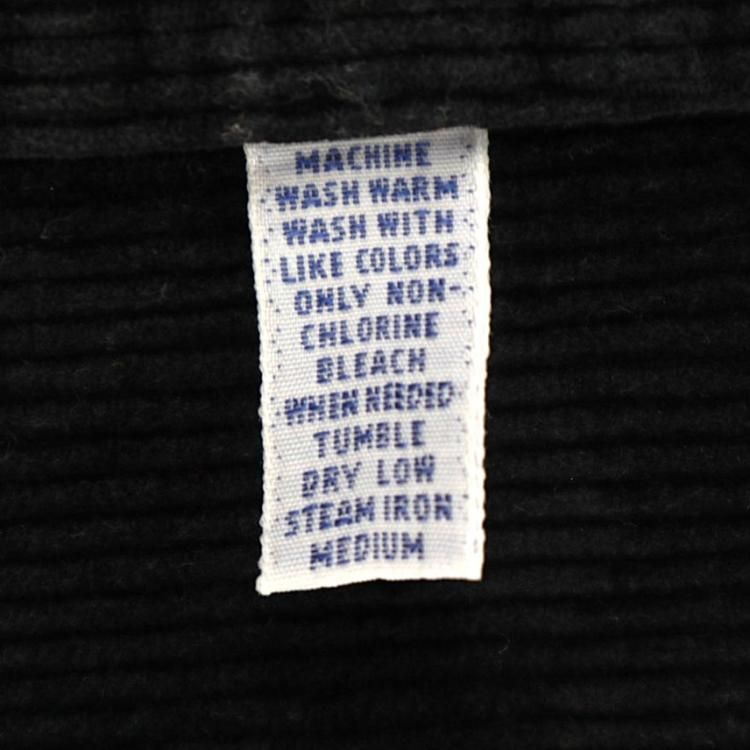 MACHINE
WASH WARM
WASH WITH
LIKE COLORS
ONLY NON-
CHLORINE
BLEACH
WHEN NEEDED
TUMBLE
DRY LOW
STEAM IRON
MEDIUM